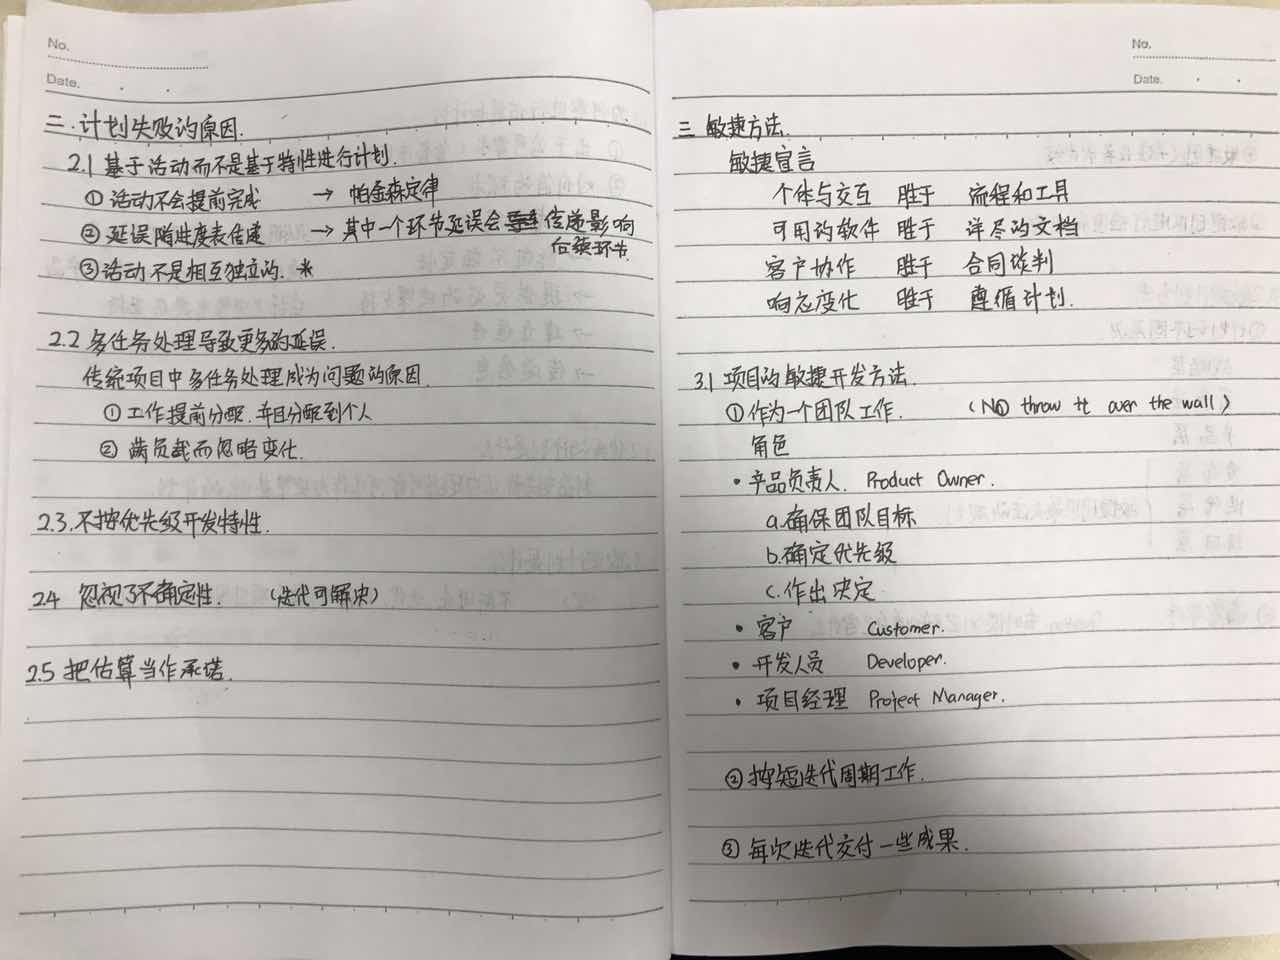 No.
Date.
二. 计划失败的原因.
2.1 基于活动而不是基于特性进行计划.
① 活动不会提前完成 → 帕金森定律
② 延误随进度表传递 → 其中一个环节延误会 传递影响
后续环节.
③ 活动不是相互独立的. *
2.2 多任务处理导致更多的延误.
传统项目中多任务处理成为问题的原因.
① 工作提前分配. 并且分配到个人
② 满负载而忽略变化.
2.3. 不按优先级开发特性.
2.4 忽视了不确定性. (迭代可解决)
2.5 把估算当作承诺.
No.
Date.
三 敏捷方法.
敏捷宣言
个体与交互 胜于 流程和工具
可用的软件 胜于 详尽的文档
客户协作 胜于 合同谈判
响应变化 胜于 遵循计划.
3.1 项目的敏捷开发方法.
① 作为一个团队工作. (NO throw it over the wall)
角色
· 产品负责人. Product Owner.
a. 确保团队目标
b. 确定优先级
c. 作出决定
· 客户 Customer.
· 开发人员 Developer.
· 项目经理 Project Manager.
② 按短迭代周期工作.
③ 每次迭代交付一些成果.